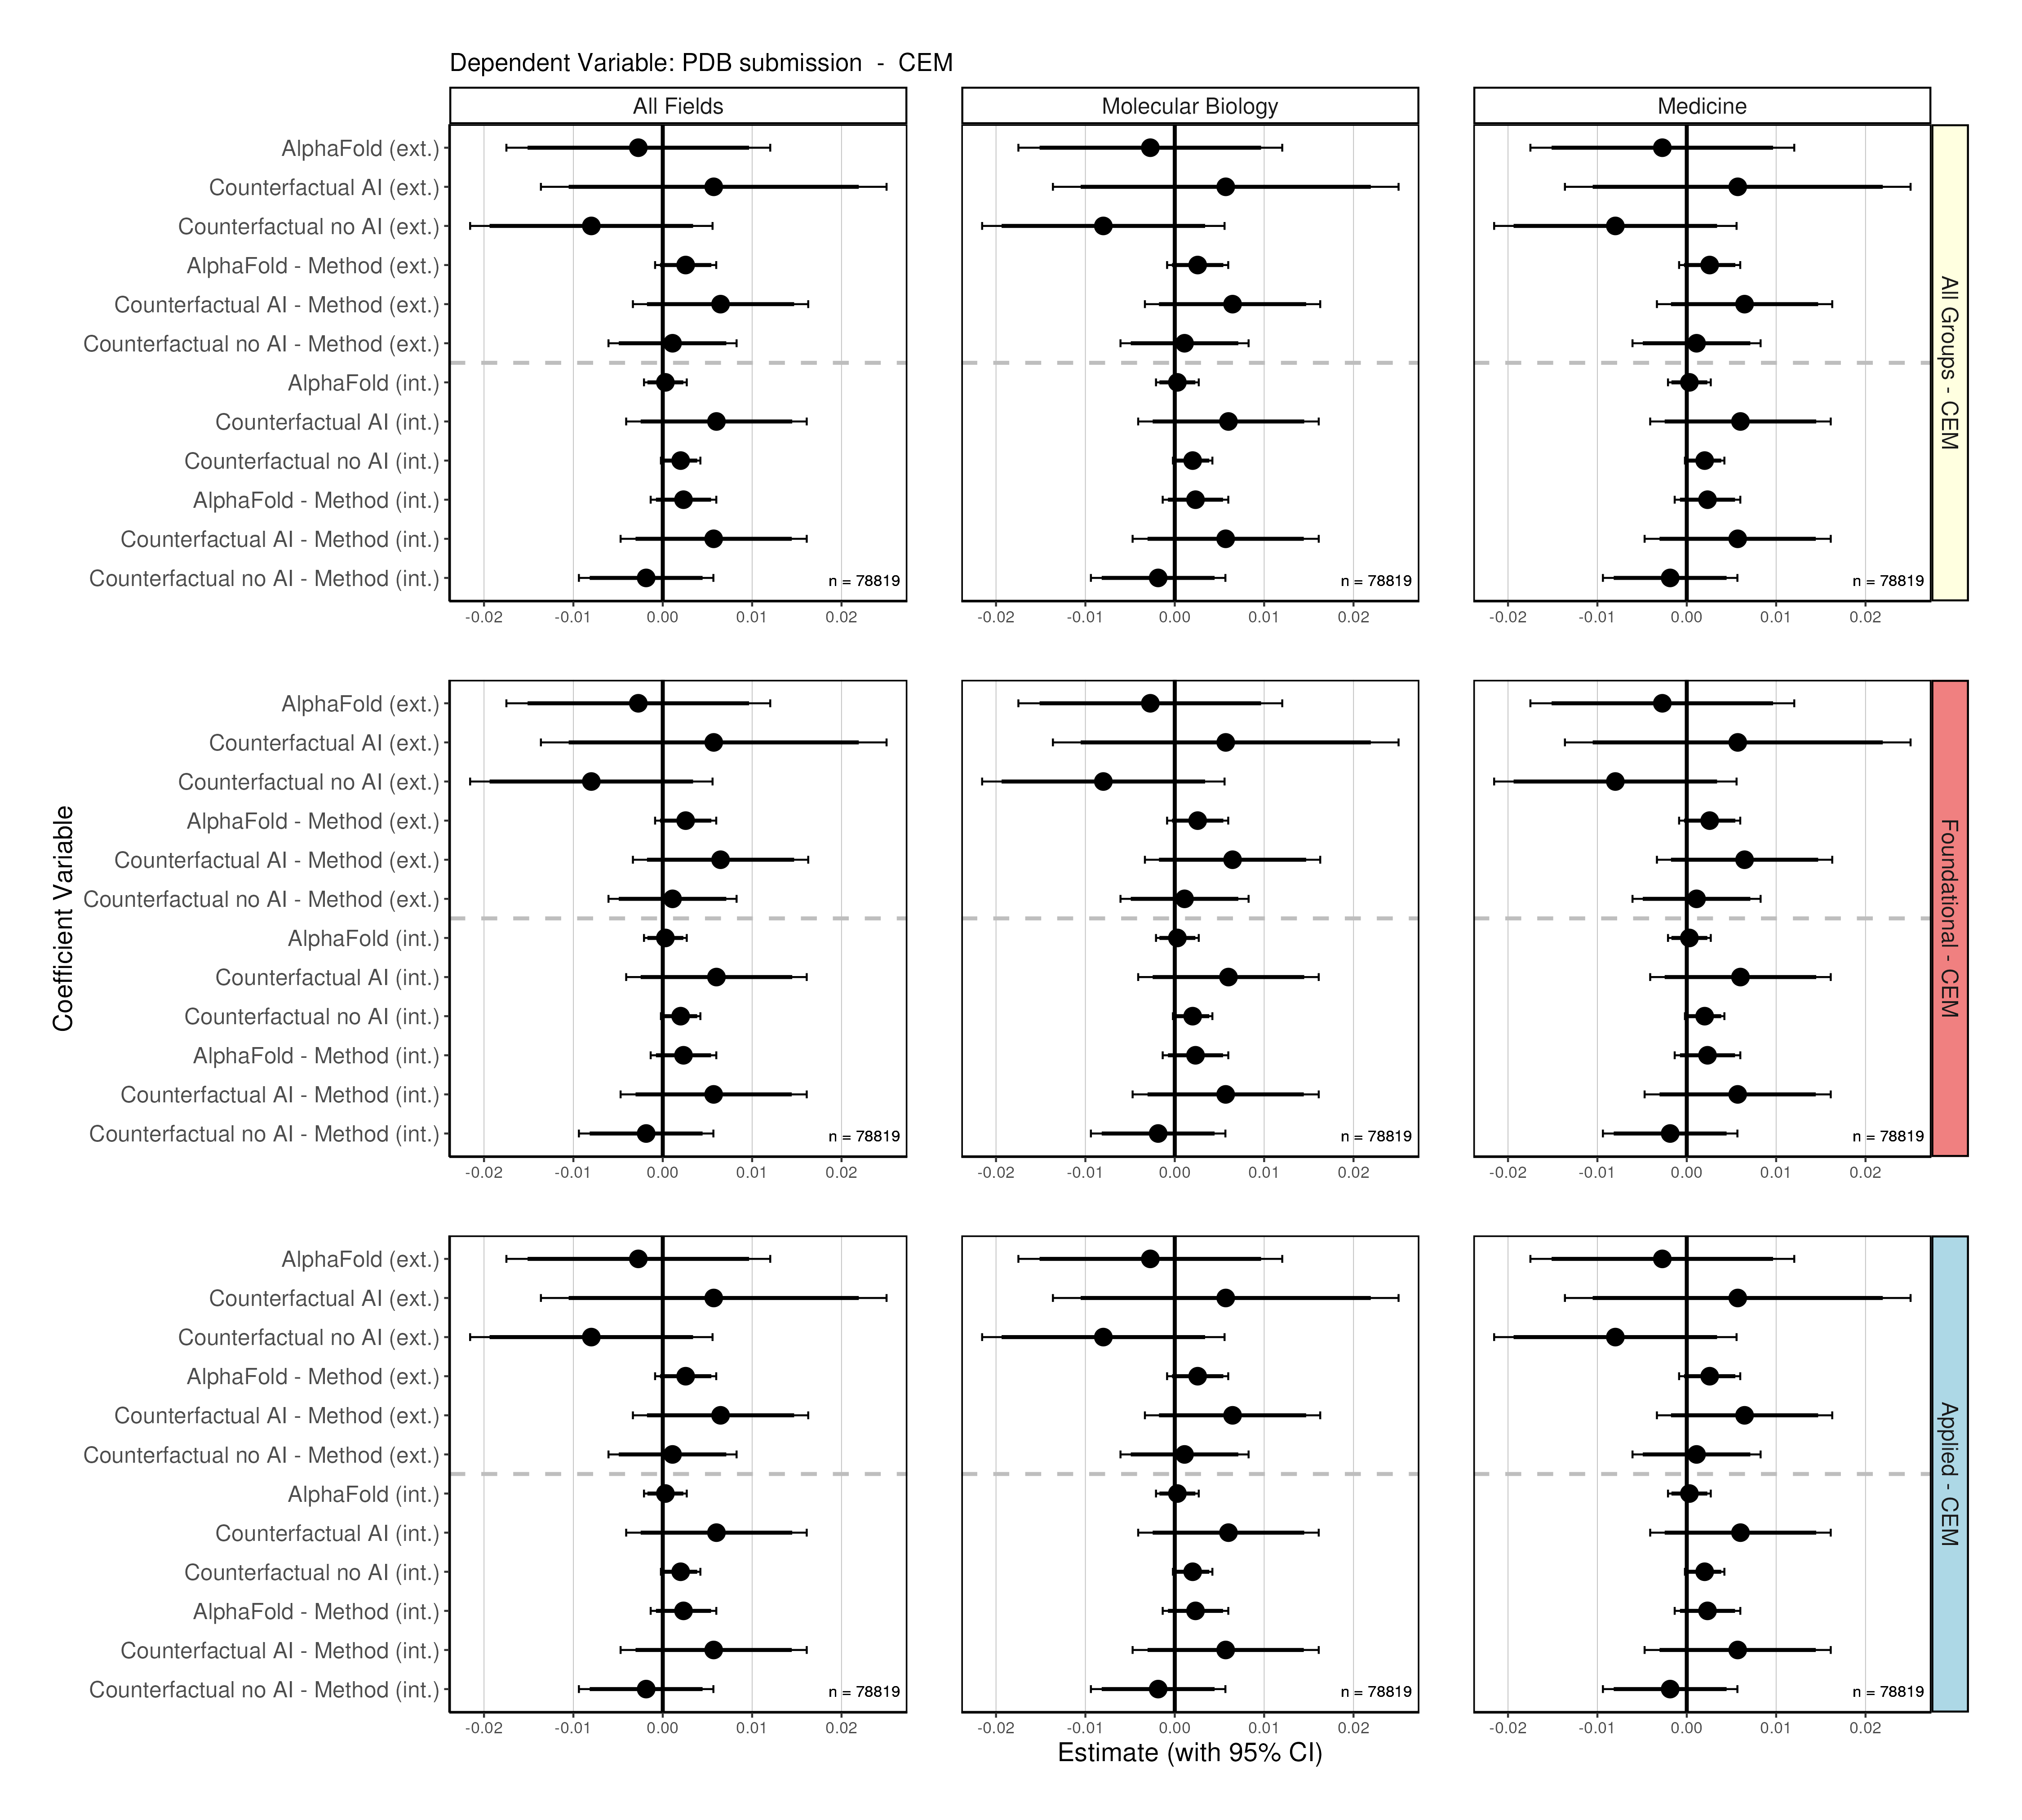 Dependent Variable: PDB submission - CEM
All Fields
Molecular Biology
Medicine
AlphaFold (ext.)
Counterfactual AI (ext.)
Counterfactual no AI (ext.)
AlphaFold - Method (ext.)
Counterfactual AI - Method (ext.)
Counterfactual no AI - Method (ext.)
AlphaFold (int.)
Counterfactual AI (int.)
Counterfactual no AI (int.)
AlphaFold - Method (int.)
Counterfactual AI - Method (int.)
Counterfactual no AI - Method (int.)
n = 78819
n = 78819
n = 78819
All Groups - CEM
-0.02 -0.01 0.00 0.01 0.02
-0.02 -0.01 0.00 0.01 0.02
-0.02 -0.01 0.00 0.01 0.02
Coefficient Variable
AlphaFold (ext.)
Counterfactual AI (ext.)
Counterfactual no AI (ext.)
AlphaFold - Method (ext.)
Counterfactual AI - Method (ext.)
Counterfactual no AI - Method (ext.)
AlphaFold (int.)
Counterfactual AI (int.)
Counterfactual no AI (int.)
AlphaFold - Method (int.)
Counterfactual AI - Method (int.)
Counterfactual no AI - Method (int.)
n = 78819
n = 78819
n = 78819
Foundational - CEM
-0.02 -0.01 0.00 0.01 0.02
-0.02 -0.01 0.00 0.01 0.02
-0.02 -0.01 0.00 0.01 0.02
AlphaFold (ext.)
Counterfactual AI (ext.)
Counterfactual no AI (ext.)
AlphaFold - Method (ext.)
Counterfactual AI - Method (ext.)
Counterfactual no AI - Method (ext.)
AlphaFold (int.)
Counterfactual AI (int.)
Counterfactual no AI (int.)
AlphaFold - Method (int.)
Counterfactual AI - Method (int.)
Counterfactual no AI - Method (int.)
n = 78819
n = 78819
n = 78819
Applied - CEM
-0.02 -0.01 0.00 0.01 0.02
-0.02 -0.01 0.00 0.01 0.02
-0.02 -0.01 0.00 0.01 0.02
Estimate (with 95% CI)